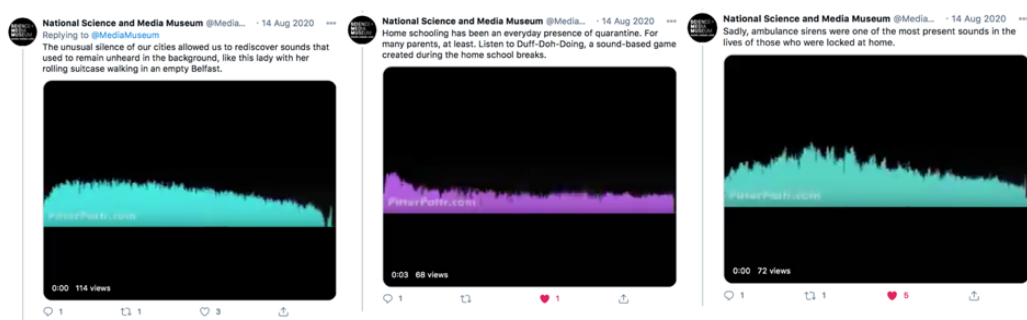 National Science and Media Museum @Media... · 14 Aug 2020
Replying to @MediaMuseum
The unusual silence of our cities allowed us to rediscover sounds that
used to remain unheard in the background, like this lady with her
rolling suitcase walking in an empty Belfast.
PitterPattr.com
0:00 114 views
1 1 3
National Science and Media Museum @Media... · 14 Aug 2020
Home schooling has been an everyday presence of quarantine. For
many parents, at least. Listen to Duff-Doh-Doing, a sound-based game
created during the home school breaks.
PitterPattr.com
0:03 68 views
1 1
National Science and Media Museum @Media... · 14 Aug 2020
Sadly, ambulance sirens were one of the most present sounds in the
lives of those who were locked at home.
PitterPattr.com
0:00 72 views
1 1 5